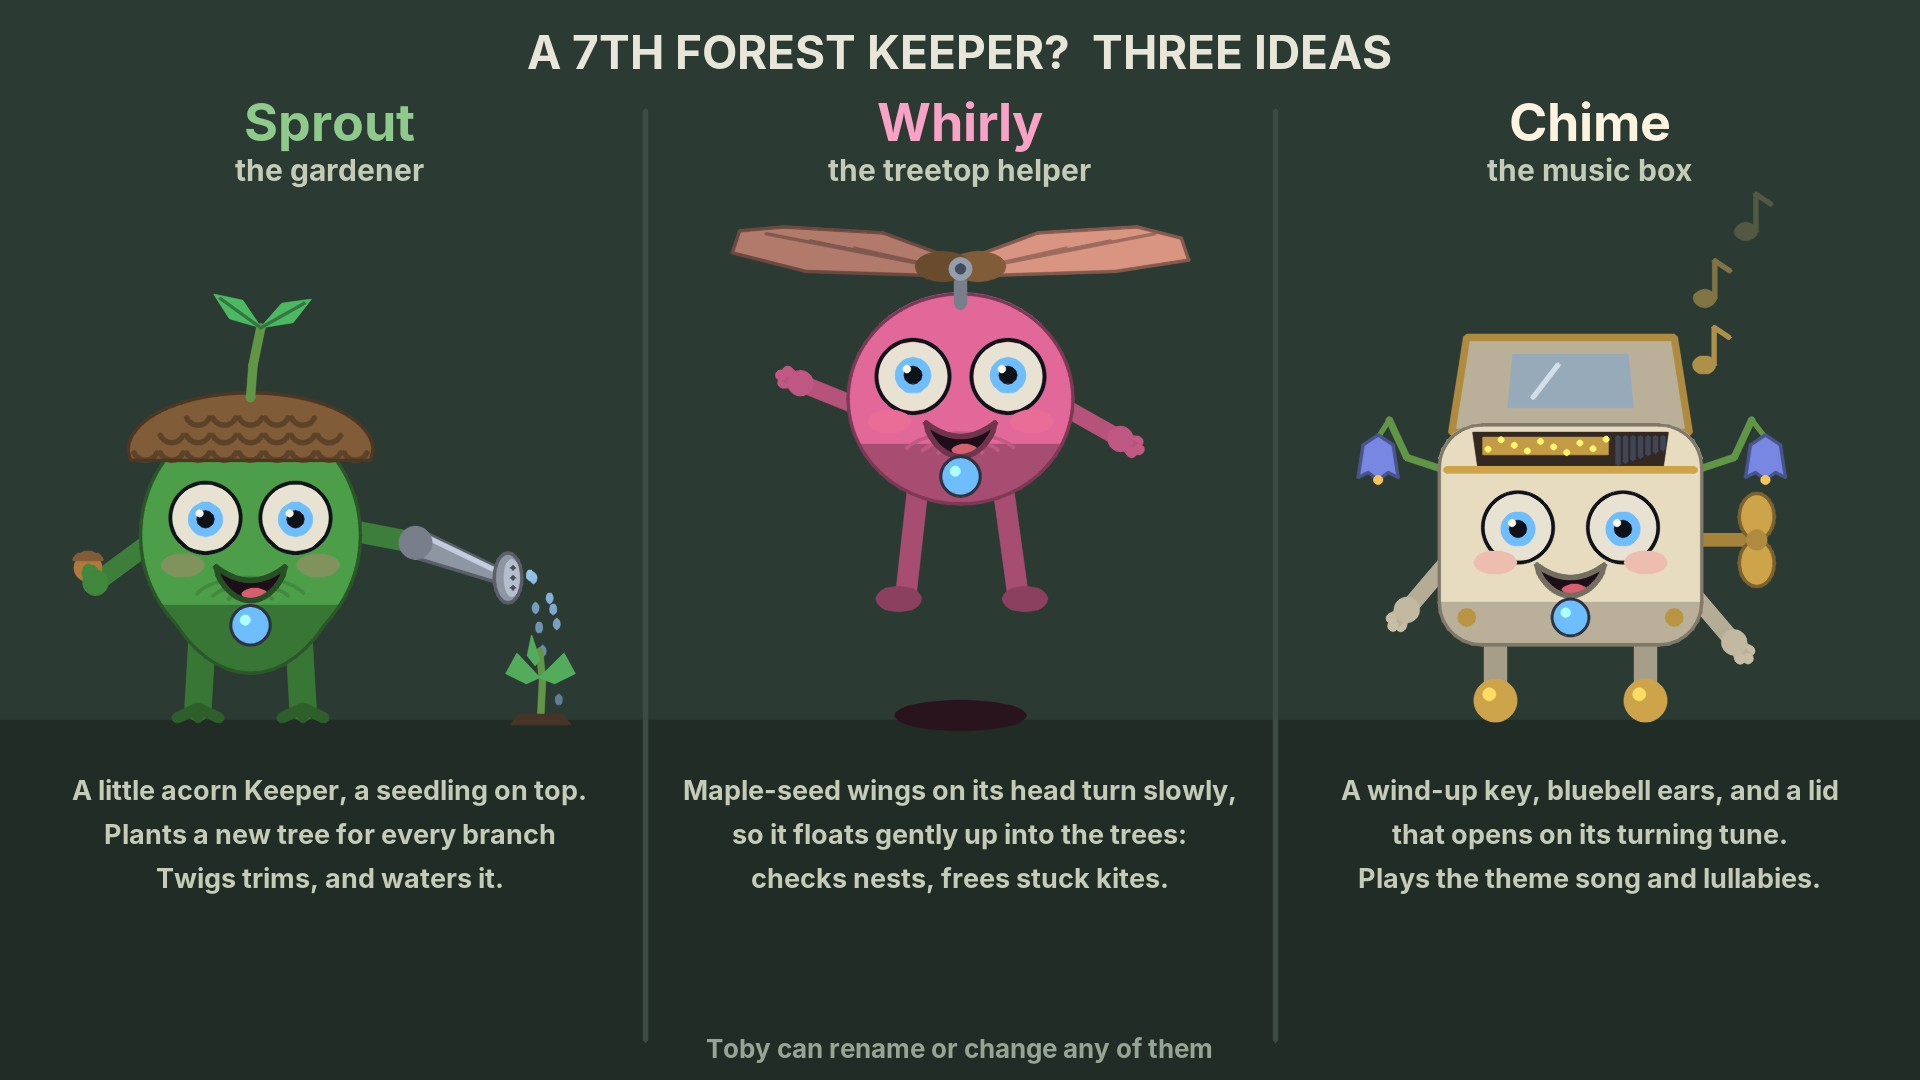 A 7TH FOREST KEEPER? THREE IDEAS
Sprout
the gardener
A little acorn Keeper, a seedling on top.
Plants a new tree for every branch
Twigs trims, and waters it.
Whirly
the treetop helper
Maple-seed wings on its head turn slowly,
so it floats gently up into the trees:
checks nests, frees stuck kites.
Chime
the music box
A wind-up key, bluebell ears, and a lid
that opens on its turning tune.
Plays the theme song and lullabies.
Toby can rename or change any of them